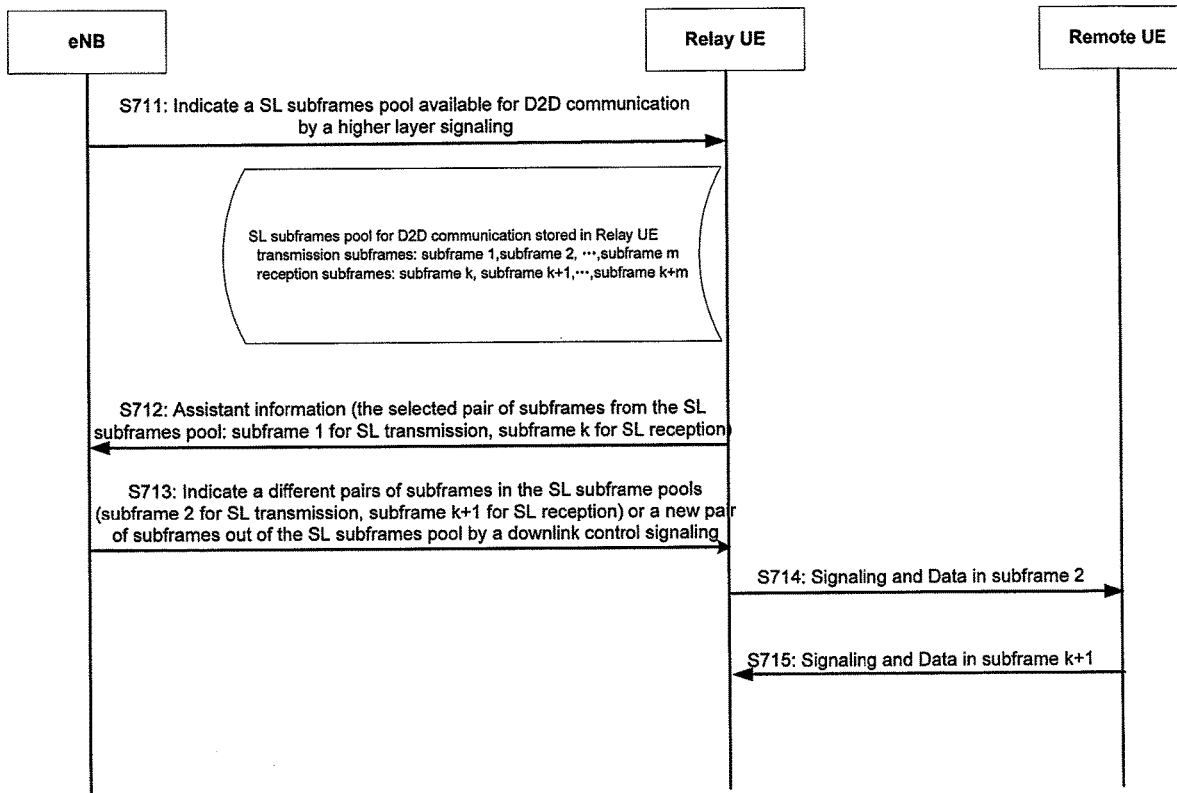 eNB
Relay UE
Remote UE
S711: Indicate a SL subframes pool available for D2D communication
by a higher layer signaling
SL subframes pool for D2D communication stored in Relay UE
transmission subframes: subframe 1,subframe 2, ···,subframe m
reception subframes: subframe k, subframe k+1,···,subframe k+m
S712: Assistant information (the selected pair of subframes from the SL
subframes pool: subframe 1 for SL transmission, subframe k for SL reception)
S713: Indicate a different pairs of subframes in the SL subframe pools
(subframe 2 for SL transmission, subframe k+1 for SL reception) or a new pair
of subframes out of the SL subframes pool by a downlink control signaling
S714: Signaling and Data in subframe 2
S715: Signaling and Data in subframe k+1